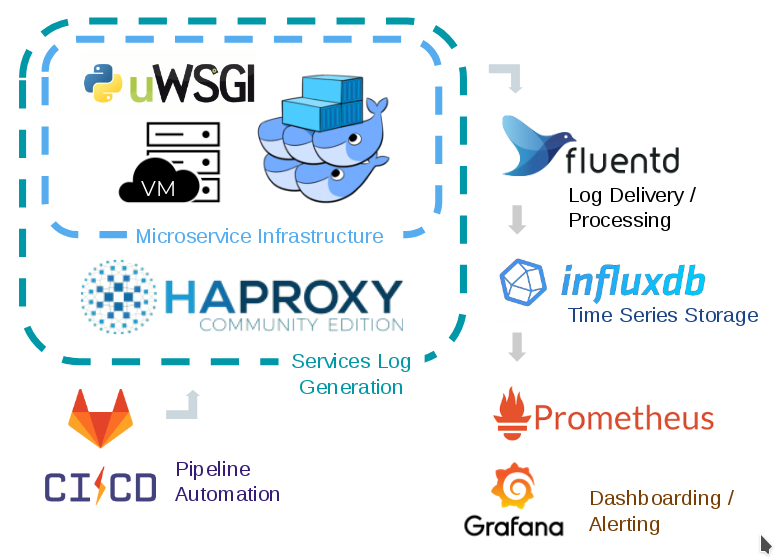 uWSGI
VM
Microservice Infrastructure
HAPROXY
COMMUNITY EDITION
Services Log
Generation
CI/CD
Pipeline
Automation
fluentd
Log Delivery /
Processing
influxdb
Time Series Storage
Prometheus
Grafana
Dashboarding /
Alerting